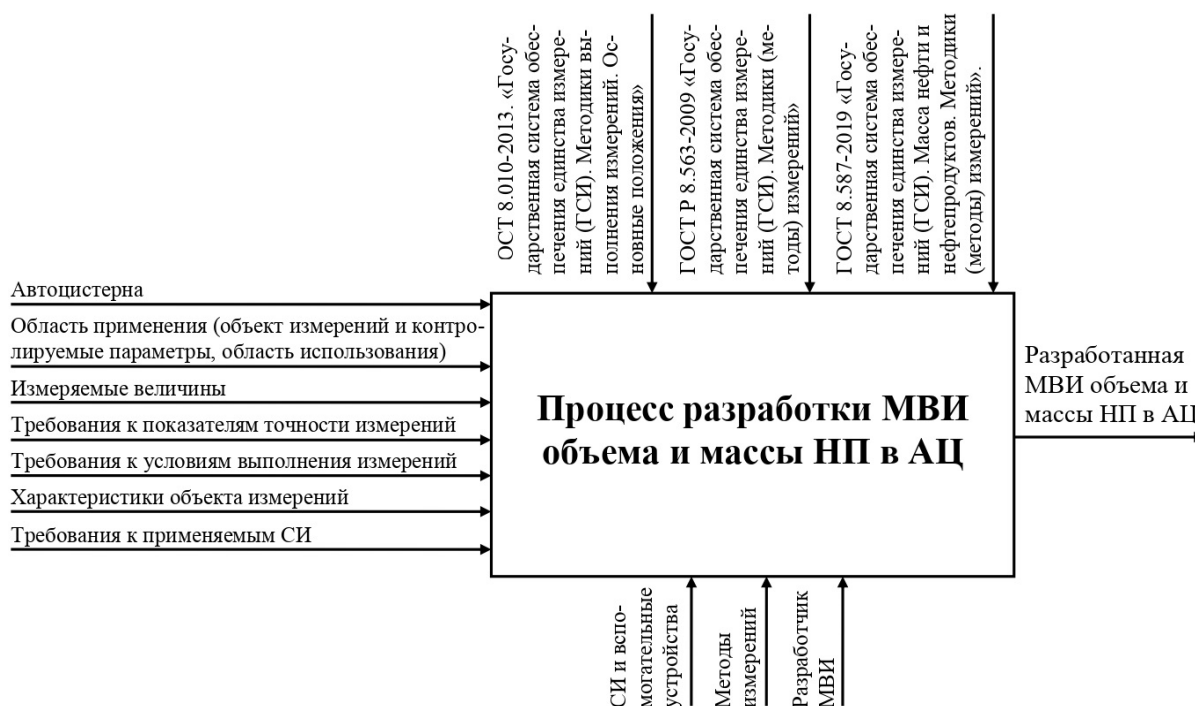 ОСТ 8.010-2013. «Госу-
дарственная система обес-
печения единства измере-
ний (ГСИ). Методики вы-
полнения измерений. Ос-
новные положения»
ГОСТ Р 8.563-2009 «Госу-
дарственная система обес-
печения единства измере-
ний (ГСИ). Методики (ме-
тоды) измерений»
ГОСТ 8.587-2019 «Госу-
дарственная система обес-
печения единства измере-
ний (ГСИ). Масса нефти и
нефтепродуктов. Методики
(методы) измерений».
Автоцистерна
Область применения (объект измерений и контро-
лируемые параметры, область использования)
Измеряемые величины
Требования к показателям точности измерений
Требования к условиям выполнения измерений
Характеристики объекта измерений
Требования к применяемым СИ
Процесс разработки МВИ
объема и массы НП в АЦ
Разработанная
МВИ объема и
массы НП в АЦ
СИ и вспо-
могательные
устройства
Методы
измерений
Разработчик
МВИ